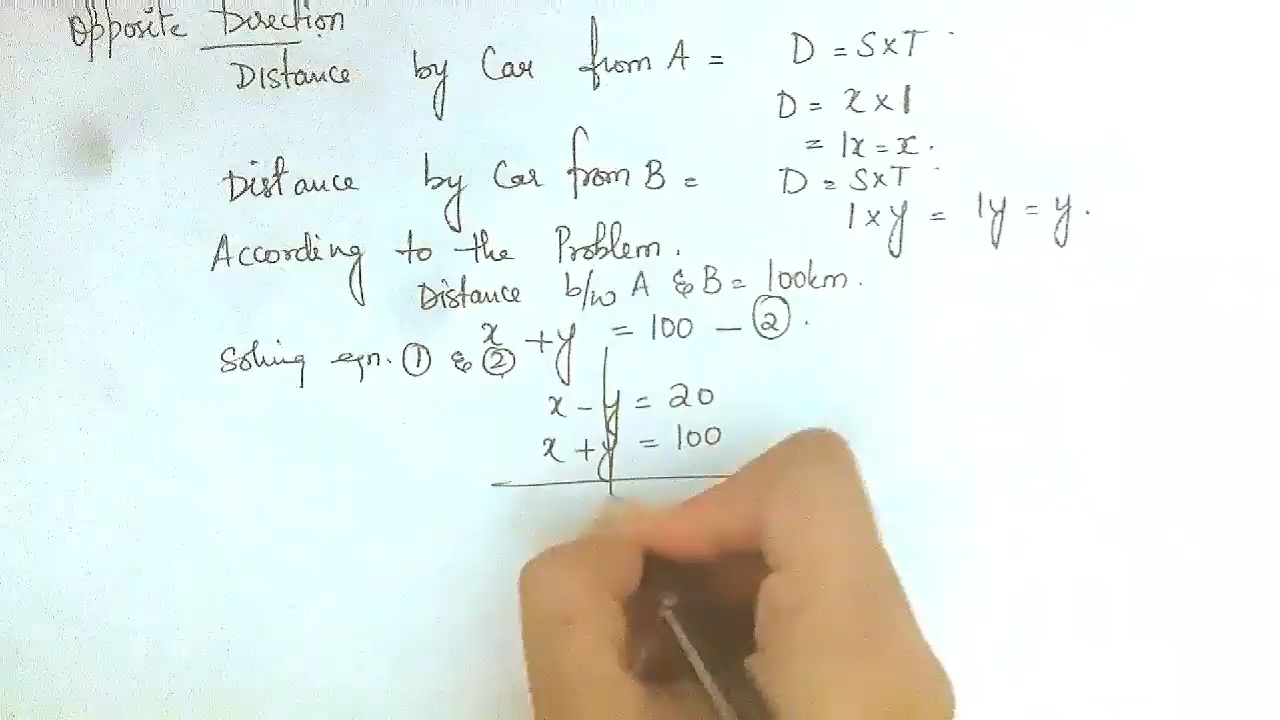 Opposite Direction
Distance by Car from A = D = S×T
D = x × 1
= 1x = x.
Distance by Car from B = D = S×T
1 × y = 1y = y.
According to the Problem.
Distance b/w A & B = 100km.
x + y = 100 — ②.
Solving eqn. ① & ②
x - y = 20
x + y = 100